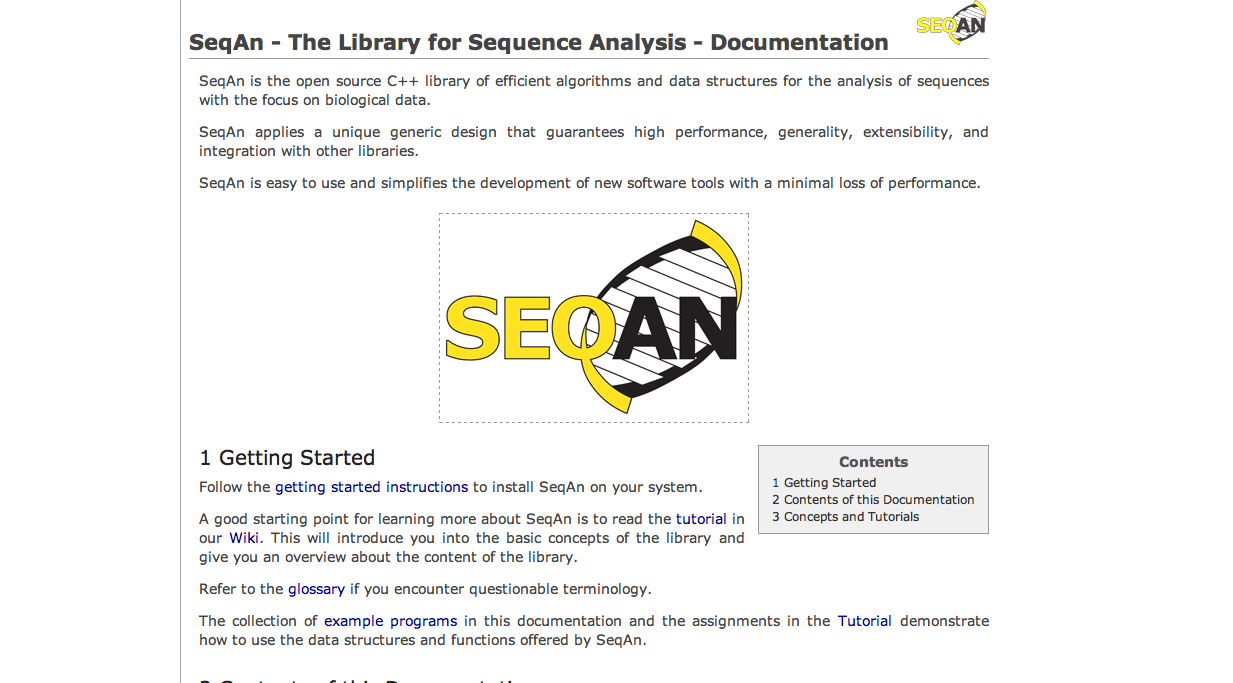 SeqAn - The Library for Sequence Analysis - Documentation
SEQAN
SeqAn is the open source C++ library of efficient algorithms and data structures for the analysis of sequences
with the focus on biological data.
SeqAn applies a unique generic design that guarantees high performance, generality, extensibility, and
integration with other libraries.
SeqAn is easy to use and simplifies the development of new software tools with a minimal loss of performance.
SEQAN
1 Getting Started
Follow the getting started instructions to install SeqAn on your system.
A good starting point for learning more about SeqAn is to read the tutorial in
our Wiki. This will introduce you into the basic concepts of the library and
give you an overview about the content of the library.
Contents
1 Getting Started
2 Contents of this Documentation
3 Concepts and Tutorials
Refer to the glossary if you encounter questionable terminology.
The collection of example programs in this documentation and the assignments in the Tutorial demonstrate
how to use the data structures and functions offered by SeqAn.
2 Contents of this Documentation